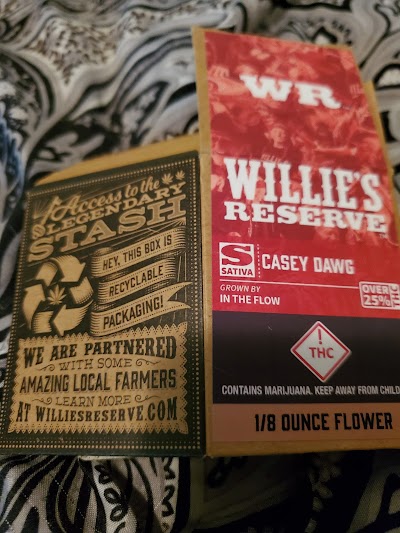 Access to the
LEGENDARY
STASH
HEY, THIS BOX IS
RECYCLABLE
PACKAGING!
WE ARE PARTNERED
WITH SOME
AMAZING LOCAL FARMERS
LEARN MORE
AT WILLIESRESERVE.COM
WR
WILLIE'S
RESERVE™
S
SATIVA
CASEY DAWG
GROWN BY
IN THE FLOW
OVER
25%
THC
!
THC
CONTAINS MARIJUANA. KEEP AWAY FROM CHILD
1/8 OUNCE FLOWER